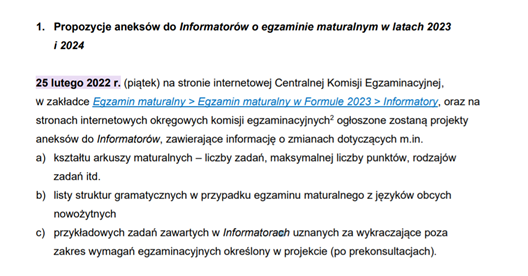 1. Propozycje aneksów do Informatorów o egzaminie maturalnym w latach 2023
i 2024
25 lutego 2022 r. (piątek) na stronie internetowej Centralnej Komisji Egzaminacyjnej,
w zakładce Egzamin maturalny > Egzamin maturalny w Formule 2023 > Informatory, oraz na
stronach internetowych okręgowych komisji egzaminacyjnych² ogłoszone zostaną projekty
aneksów do Informatorów, zawierające informację o zmianach dotyczących m.in.
a) kształtu arkuszy maturalnych – liczby zadań, maksymalnej liczby punktów, rodzajów
zadań itd.
b) listy struktur gramatycznych w przypadku egzaminu maturalnego z języków obcych
nowożytnych
c) przykładowych zadań zawartych w Informatorach uznanych za wykraczające poza
zakres wymagań egzaminacyjnych określony w projekcie (po prekonsultacjach).